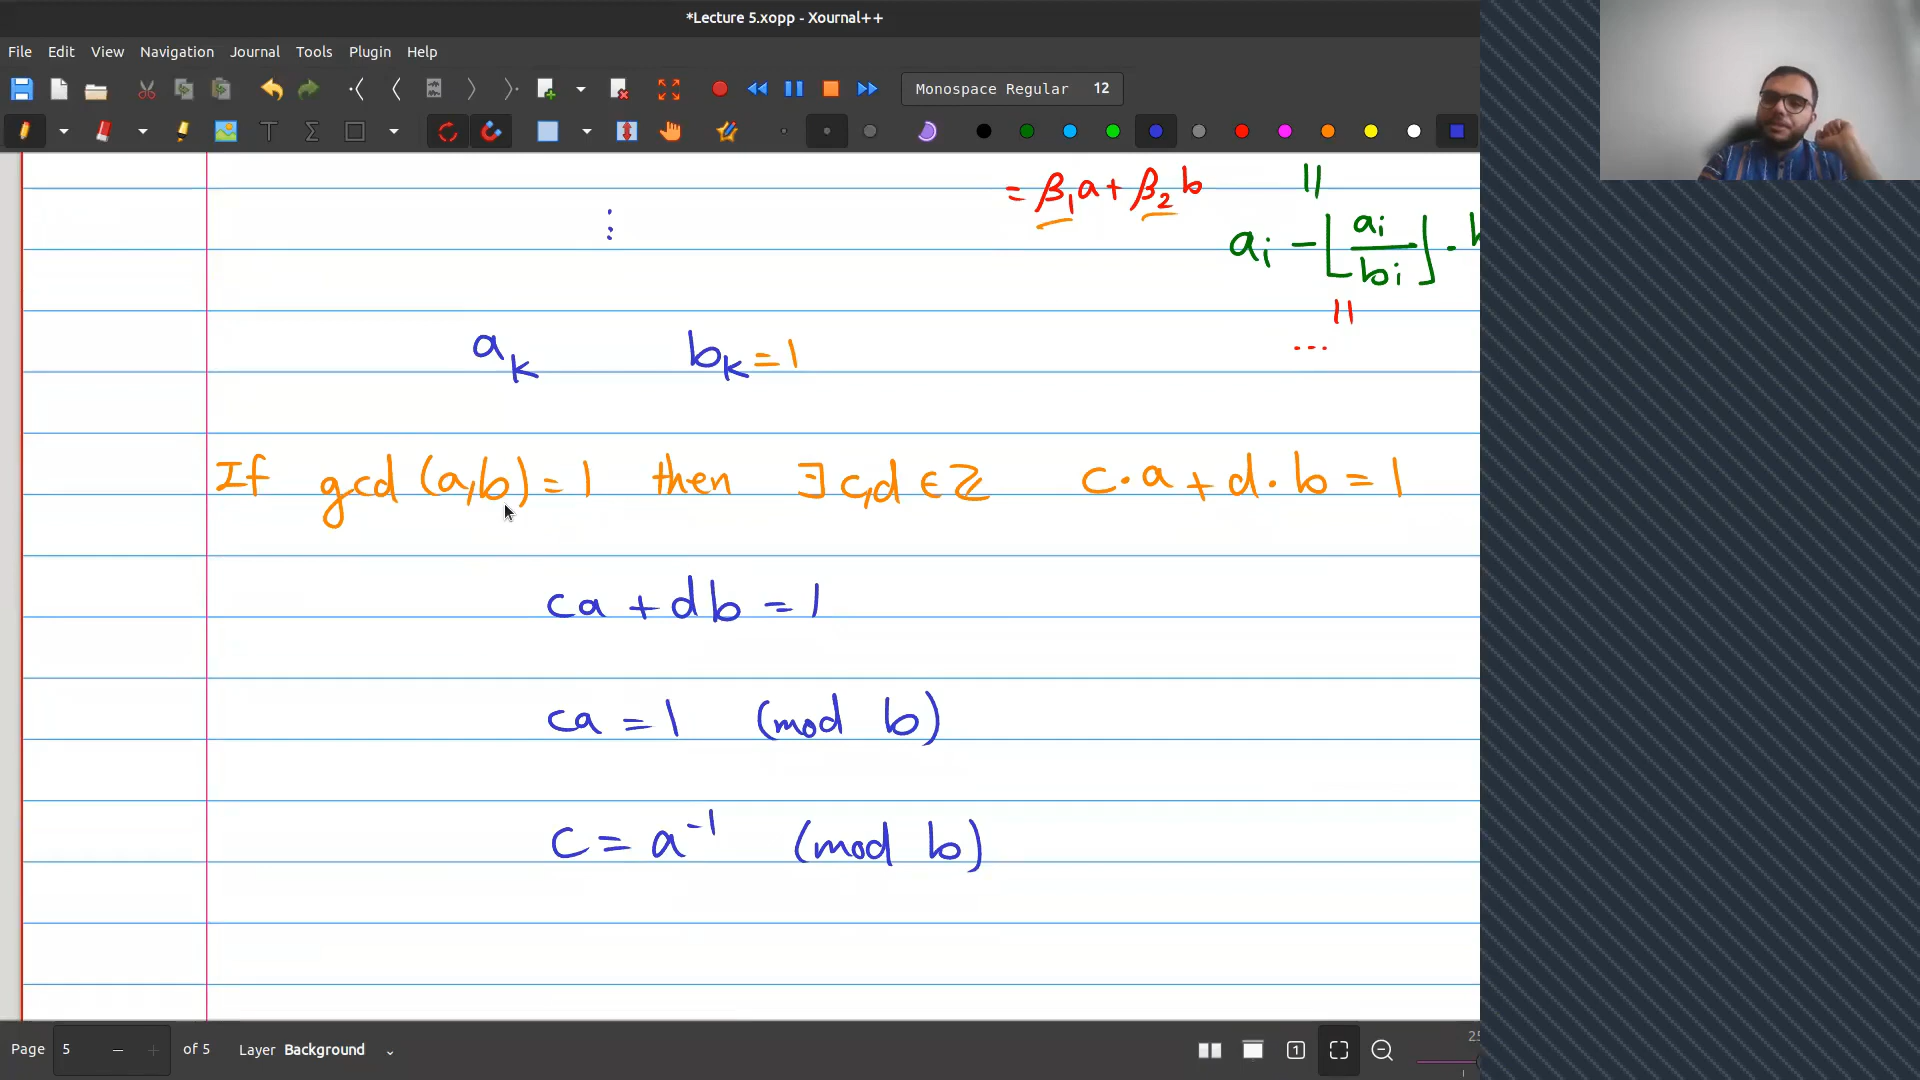 *Lecture 5.xopp - Xournal++
File Edit View Navigation Journal Tools Plugin Help
Monospace Regular 12
= β₁a + β₂ b
||
aᵢ - ⌊aᵢ/bᵢ⌋ ·
||
...
⋮
aₖ bₖ = 1
If gcd (a,b) = 1 then ∃ c,d ∈ ℤ c·a + d·b = 1
ca + db = 1
ca = 1 (mod b)
c = a⁻¹ (mod b)
Page 5 of 5 Layer Background 1